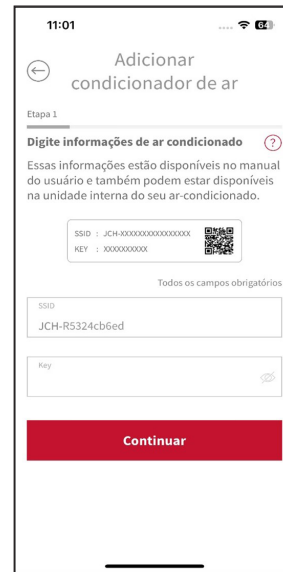 11:01
.... 64
Adicionar
condicionador de ar
Etapa 1
Digite informações de ar condicionado ?
Essas informações estão disponíveis no manual
do usuário e também podem estar disponíveis
na unidade interna do seu ar-condicionado.
SSID : JCH-XXXXXXXXXXXXXXXX
KEY : XXXXXXXXXX
Todos os campos obrigatórios
SSID
JCH-R5324cb6ed
Key
Continuar